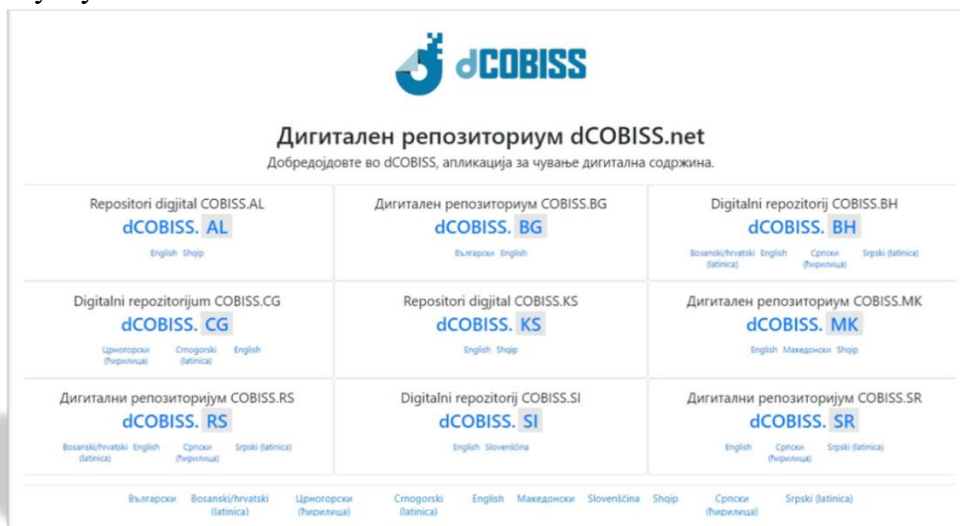 dCOBISS
Дигитален репозиториум dCOBISS.net
Добредојдовте во dCOBISS, апликација за чување дигитална содржина.
Repositori digjital COBISS.AL
dCOBISS. AL
English Shqip
Дигитален репозиториум COBISS.BG
dCOBISS. BG
Български English
Digitalni repozitorij COBISS.BH
dCOBISS. BH
Bosanski/hrvatski English Српски Srpski (latinica)
(latinica) (ћирилица)
Digitalni repozitorijum COBISS.CG
dCOBISS. CG
Црногорски Crnogorski English
(ћирилица) (latinica)
Repositori digjital COBISS.KS
dCOBISS. KS
English Shqip
Дигитален репозиториум COBISS.MK
dCOBISS. MK
English Македонски Shqip
Дигитални репозиторијум COBISS.RS
dCOBISS. RS
Bosanski/hrvatski English Српски Srpski (latinica)
(latinica) (ћирилица)
Digitalni repozitorij COBISS.SI
dCOBISS. SI
English Slovenščina
Дигитални репозиторијум COBISS.SR
dCOBISS. SR
English Српски Srpski (latinica)
(ћирилица)
Български Bosanski/hrvatski Црногорски Crnogorski English Македонски Slovenščina Shqip Српски Srpski (latinica)
(latinica) (ћирилица) (latinica) (ћирилица)